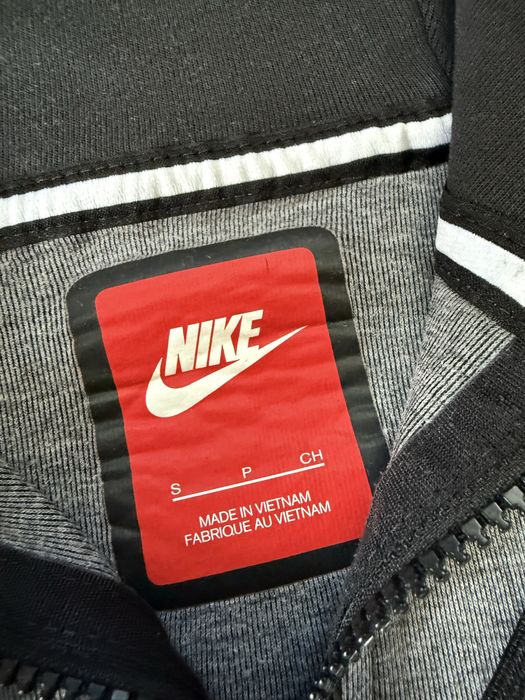 NIKE
S P CH
MADE IN VIETNAM
FABRIQUE AU VIETNAM